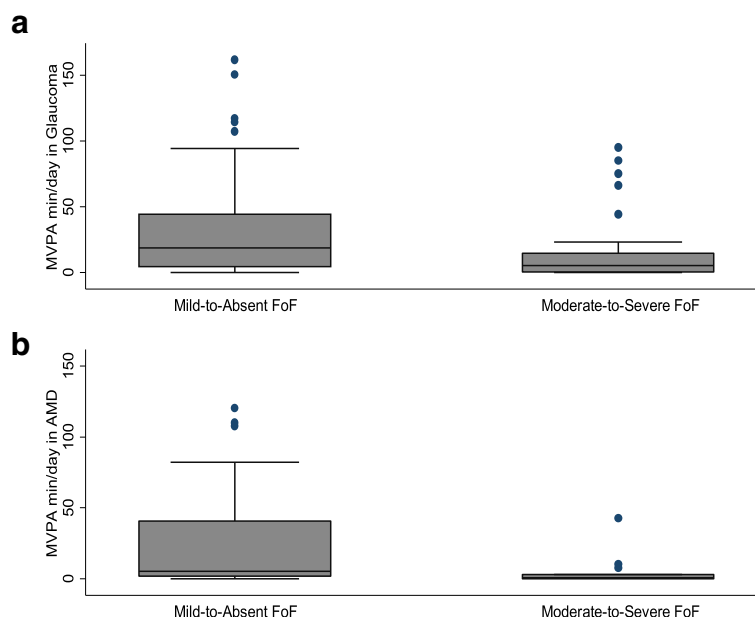 a
MVPA min/day in Glaucoma
150
100
50
0
Mild-to-Absent FoF
Moderate-to-Severe FoF
b
MVPA min/day in AMD
150
100
50
0
Mild-to-Absent FoF
Moderate-to-Severe FoF